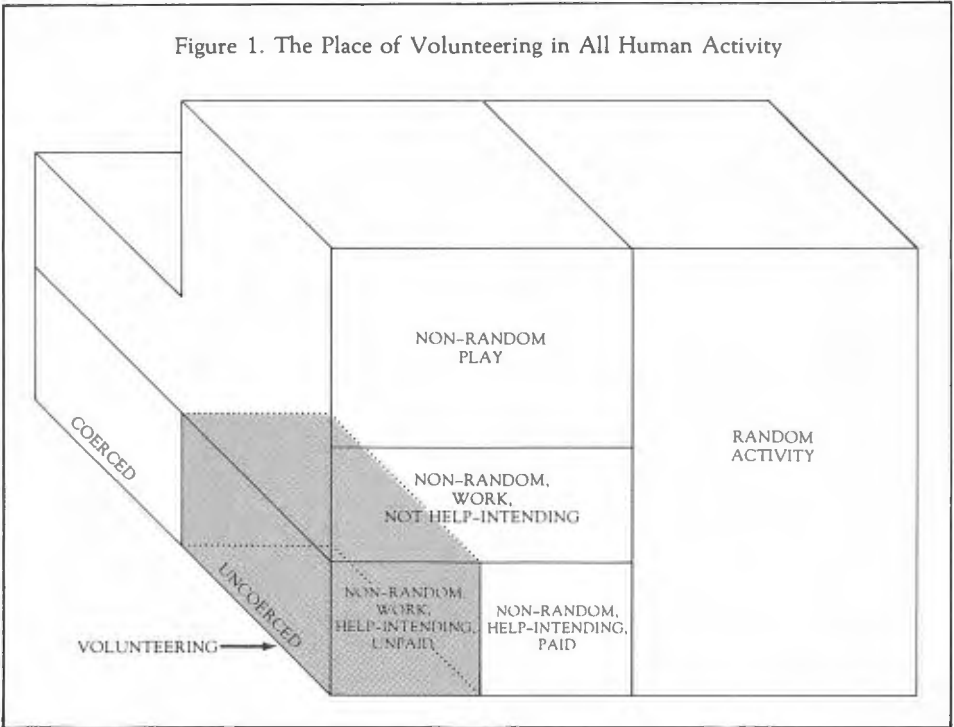 Figure 1. The Place of Volunteering in All Human Activity
NON-RANDOM
PLAY
RANDOM
ACTIVITY
COERCED
NON-RANDOM,
WORK,
NOT HELP-INTENDING
UNCOERCED
NON-RANDOM,
WORK,
HELP-INTENDING,
UNPAID
NON-RANDOM,
HELP-INTENDING,
PAID
VOLUNTEERING